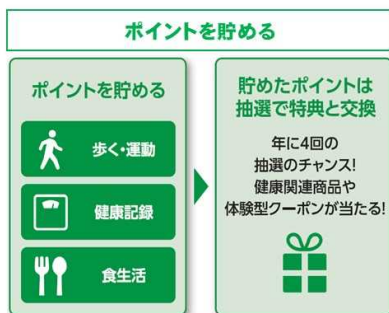 ポイントを貯める
ポイントを貯める
歩く・運動
健康記録
食生活
貯めたポイントは
抽選で特典と交換
年に4回の
抽選のチャンス!
健康関連商品や
体験型クーポンが当たる!